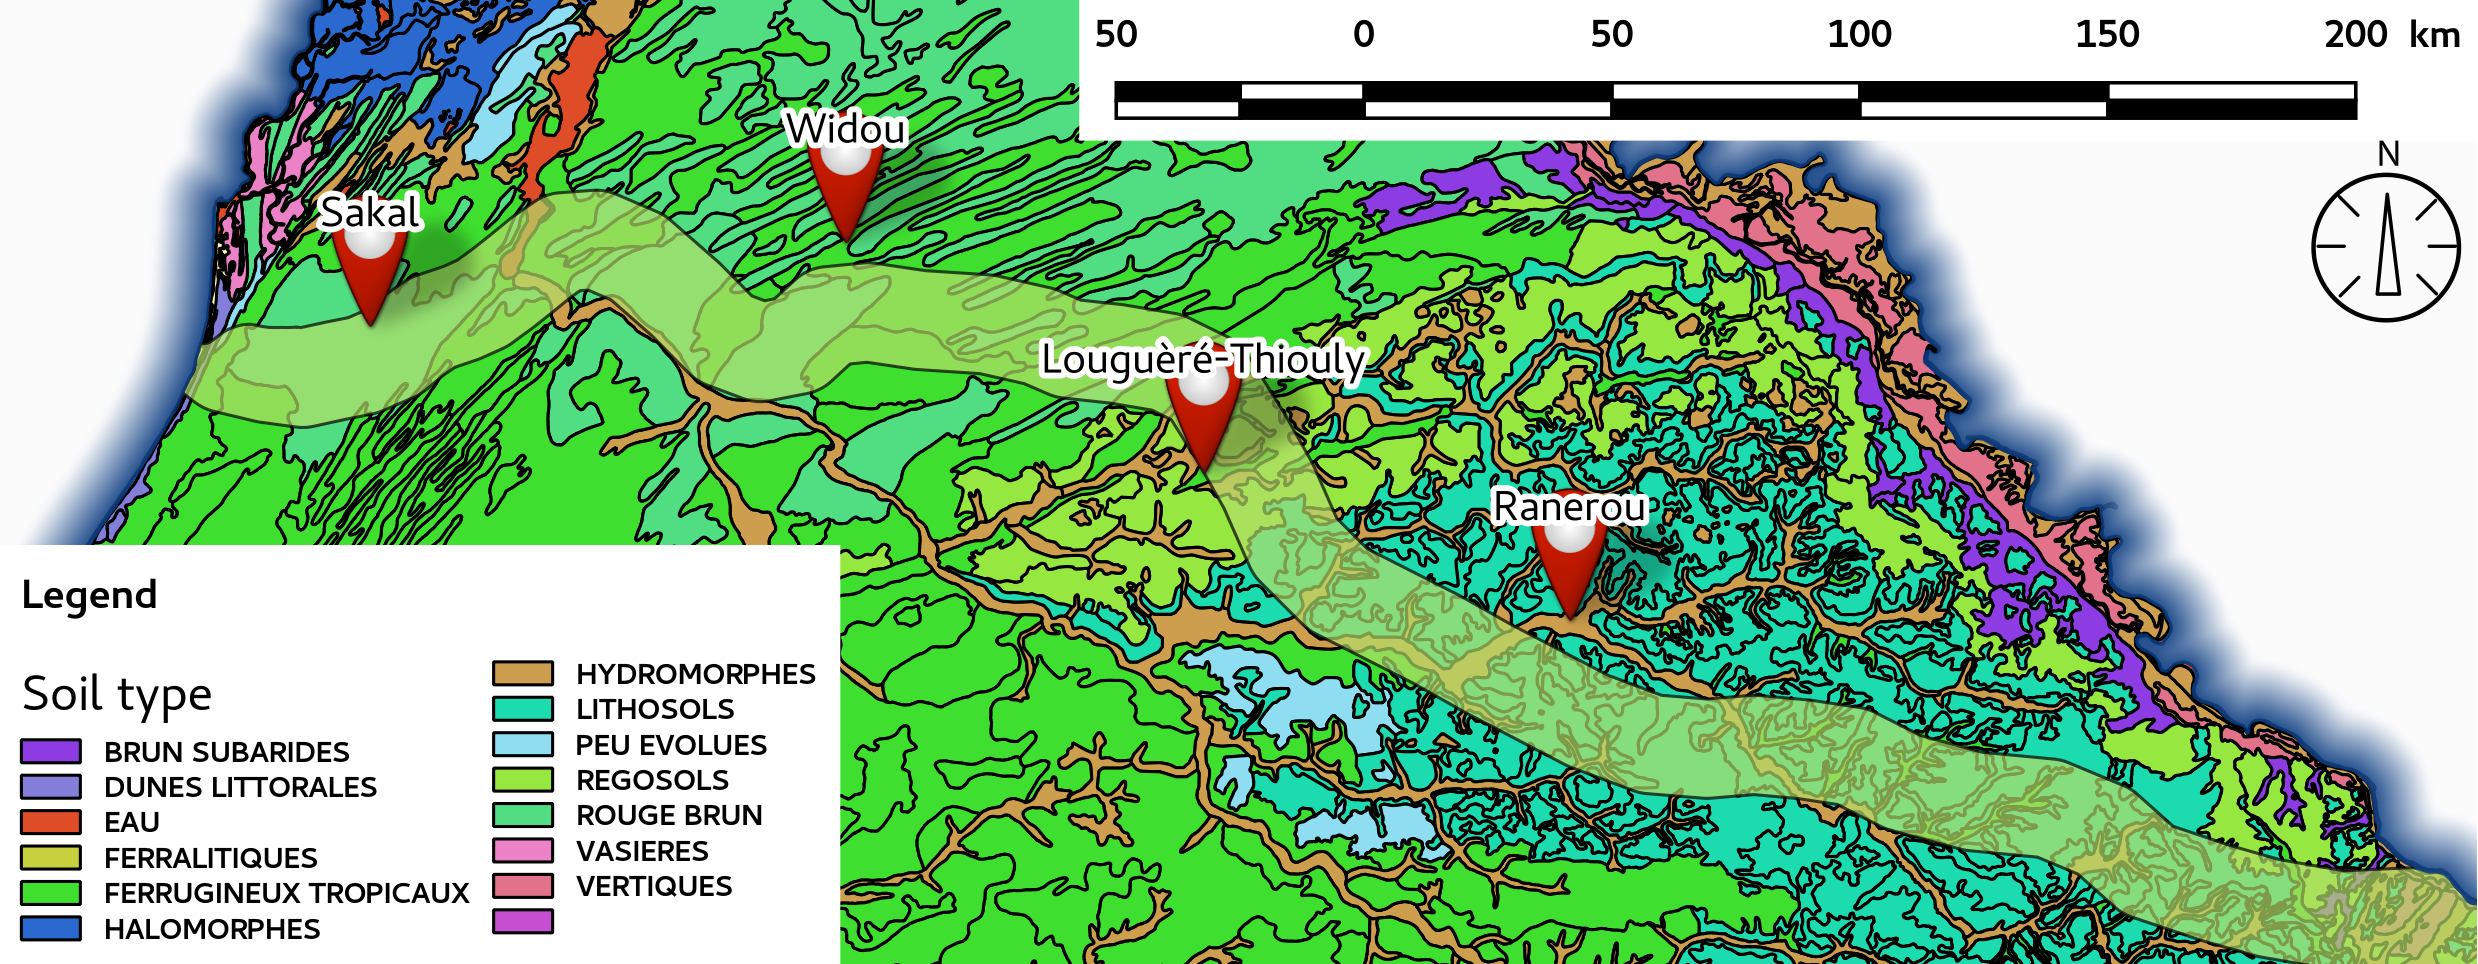 50 0 50 100 150 200 km
Widou
N
Sakal
Louguèré-Thiouly
Ranerou
Legend
Soil type
BRUN SUBARIDES
DUNES LITTORALES
EAU
FERRALITIQUES
FERRUGINEUX TROPICAUX
HALOMORPHES
HYDROMORPHES
LITHOSOLS
PEU EVOLUES
REGOSOLS
ROUGE BRUN
VASIERES
VERTIQUES